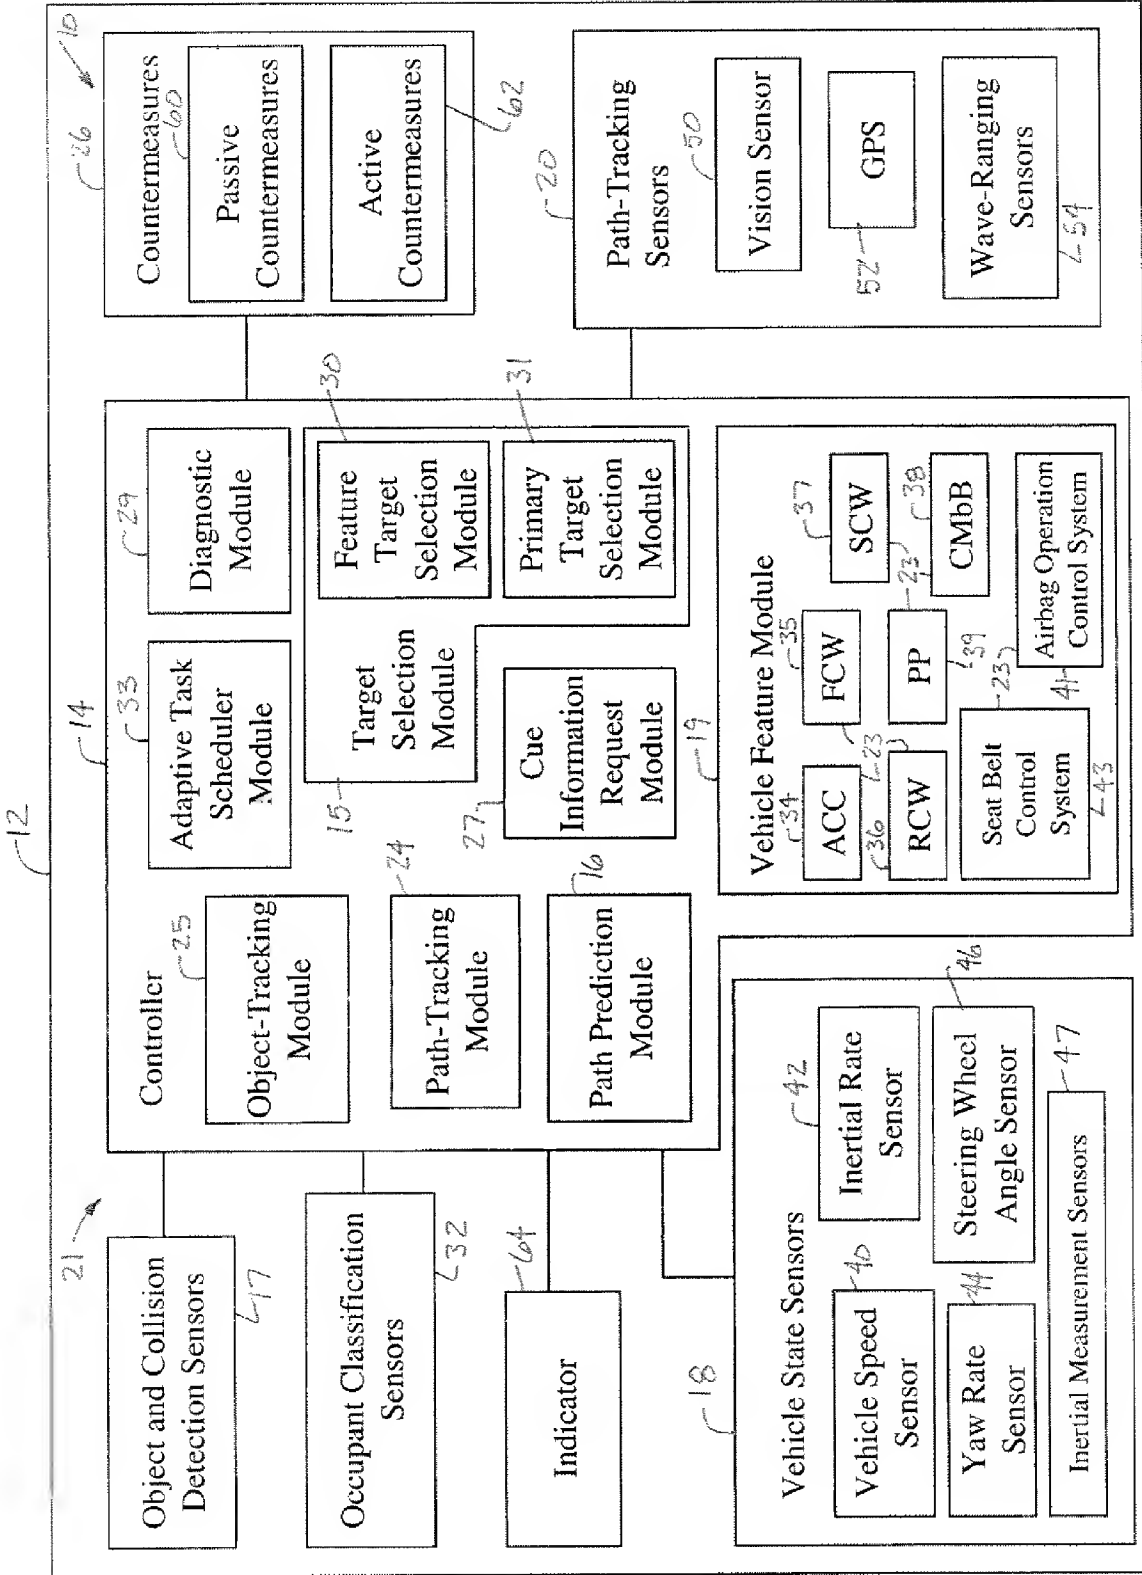 12
21
10
Object and Collision
Detection Sensors
17
Occupant Classification
Sensors
32
Indicator
64
14
Controller
25
Object-Tracking
Module
24
Path-Tracking
Module
16
Path Prediction
Module
33
Adaptive Task
Scheduler
Module
29
Diagnostic
Module
15
Target
Selection
Module
30
Feature
Target
Selection
Module
31
Primary
Target
Selection
Module
27
Cue
Information
Request
Module
19
Vehicle Feature Module
34
ACC
35
FCW
37
SCW
23
36
RCW
23
PP
39
23
38
CMbB
Seat Belt
Control
System
43
41
Airbag Operation
Control System
18
Vehicle State Sensors
40
Vehicle Speed
Sensor
42
Inertial Rate
Sensor
44
Yaw Rate
Sensor
46
Steering Wheel
Angle Sensor
47
Inertial Measurement Sensors
26
Countermeasures
60
Passive
Countermeasures
Active
Countermeasures
62
20
Path-Tracking
Sensors
50
Vision Sensor
52
GPS
Wave-Ranging
Sensors
54